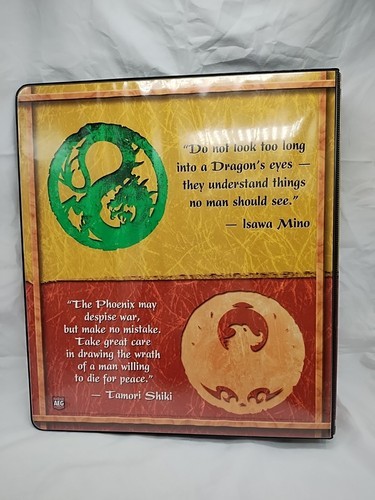 “Do not look too long
into a Dragon's eyes —
they understand things
no man should see.”
— Isawa Mino
“The Phoenix may
despise war,
but make no mistake.
Take great care
in drawing the wrath
of a man willing
to die for peace.”
— Tamori Shiki
AEG